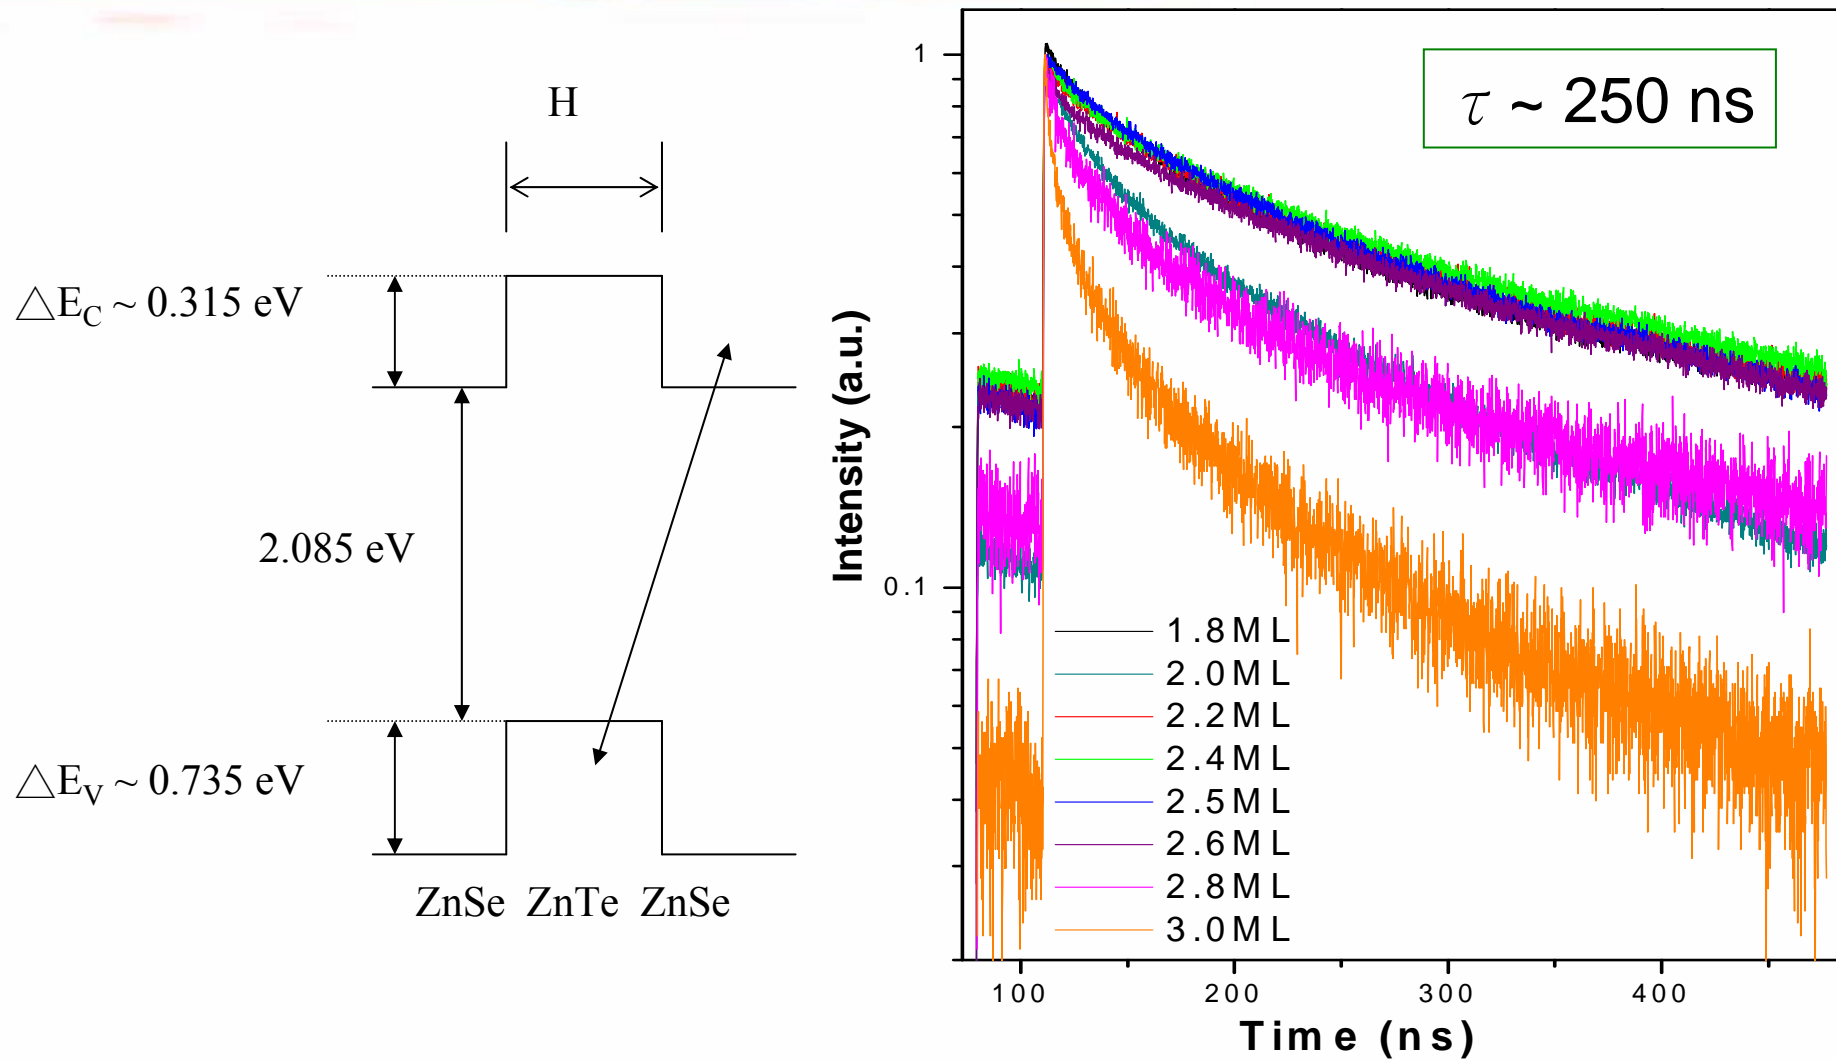 H
△E_C ~ 0.315 eV
2.085 eV
△E_V ~ 0.735 eV
ZnSe ZnTe ZnSe
τ ~ 250 ns
Intensity (a.u.)
1
0.1
1.8ML
2.0ML
2.2ML
2.4ML
2.5ML
2.6ML
2.8ML
3.0ML
100 200 300 400
Time (ns)